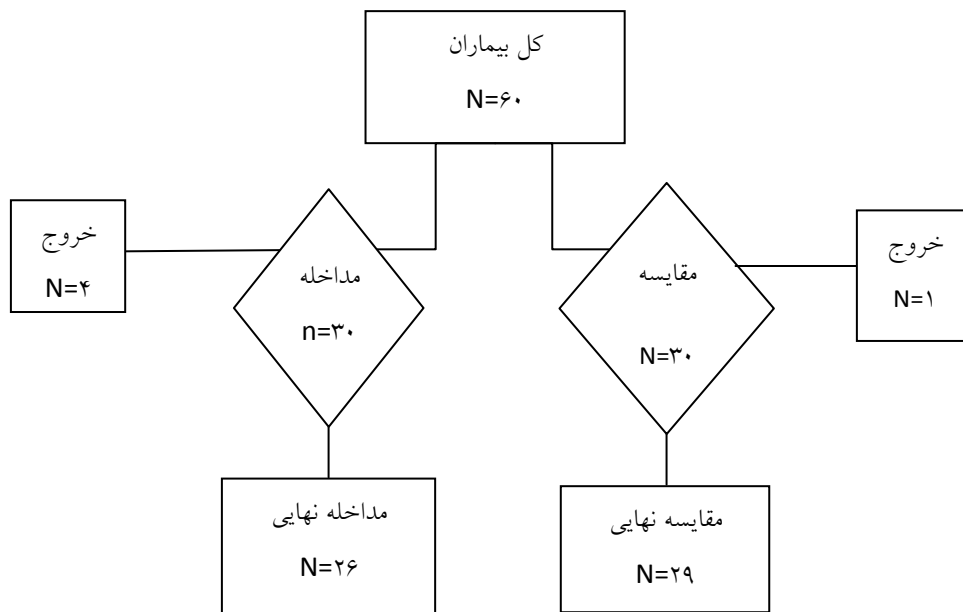 کل بیماران
N=۶۰
خروج
N=۱
مقایسه
N=۳۰
مداخله
n=۳۰
خروج
N=۴
مقایسه نهایی
N=۲۹
مداخله نهایی
N=۲۶